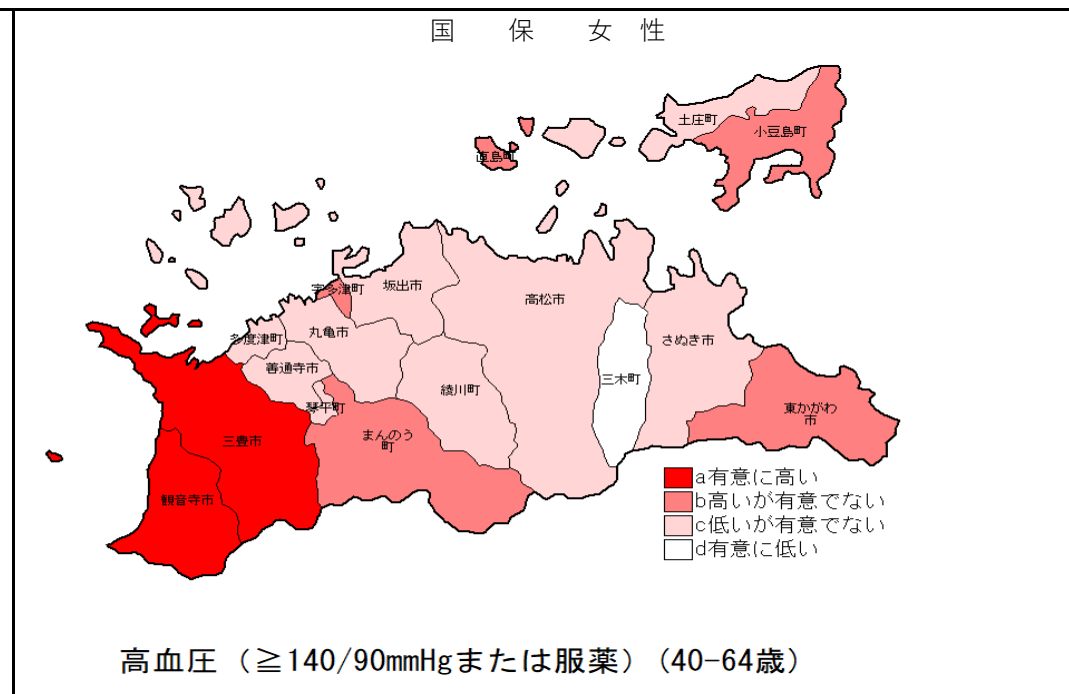 国　保　女　性
土庄町
小豆島町
直島町
宇多津町
坂出市
高松市
多度津町
丸亀市
さぬき市
善通寺市
三木町
綾川町
琴平町
東かがわ
市
まんのう
町
三豊市
観音寺市
a有意に高い
b高いが有意でない
c低いが有意でない
d有意に低い
高血圧（≧140/90mmHgまたは服薬）(40-64歳)